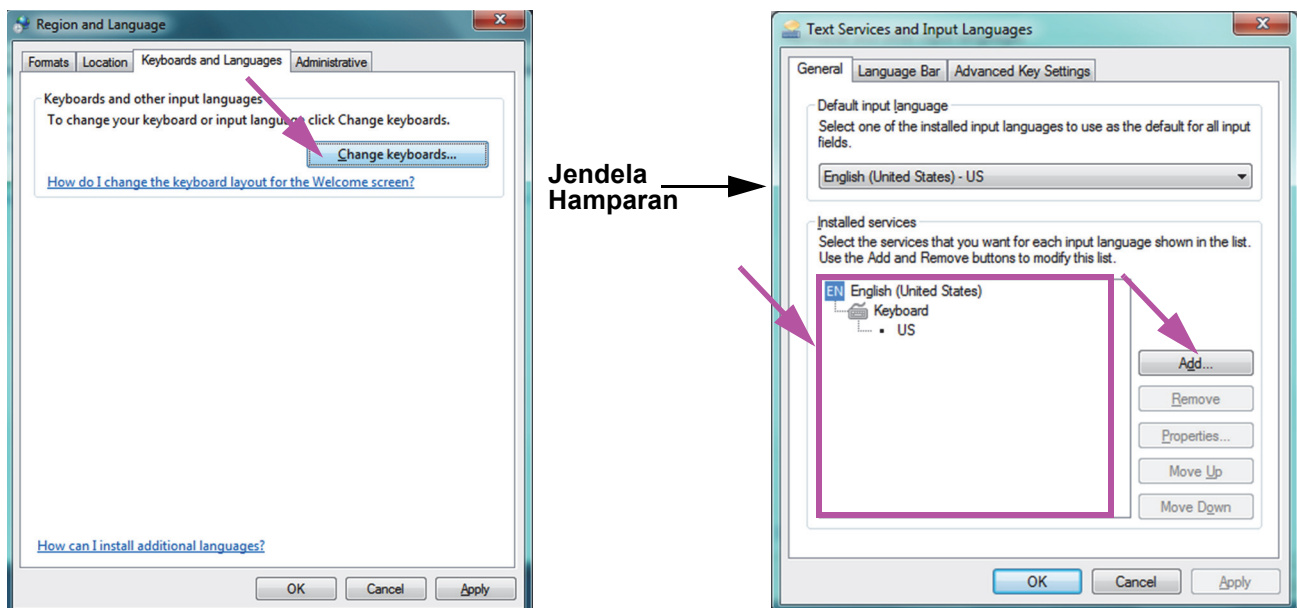 Region and Language
Formats Location Keyboards and Languages Administrative
Keyboards and other input languages
To change your keyboard or input language click Change keyboards.
Change keyboards...
How do I change the keyboard layout for the Welcome screen?
How can I install additional languages?
OK Cancel Apply
Jendela
Hamparan
Text Services and Input Languages
General Language Bar Advanced Key Settings
Default input language
Select one of the installed input languages to use as the default for all input
fields.
English (United States) - US
Installed services
Select the services that you want for each input language shown in the list.
Use the Add and Remove buttons to modify this list.
EN English (United States)
Keyboard
US
Add...
Remove
Properties...
Move Up
Move Down
OK Cancel Apply